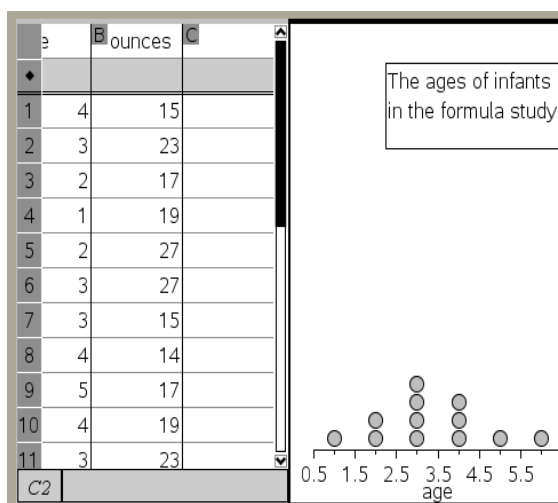 e B ounces C
◆
1 4 15
2 3 23
3 2 17
4 1 19
5 2 27
6 3 27
7 3 15
8 4 14
9 5 17
10 4 19
11 3 23
C2
The ages of infants
in the formula study
0.5 1.5 2.5 3.5 4.5 5.5
age